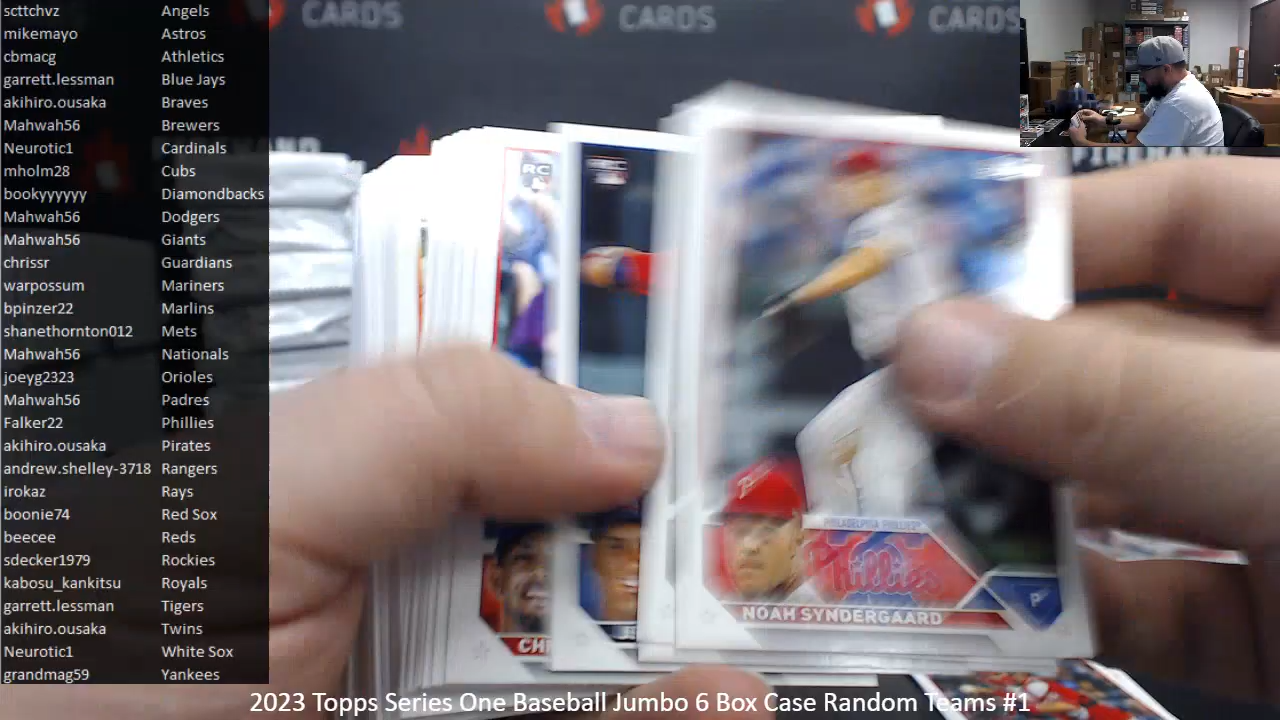 scttchvz Angels
mikemayo Astros
cbmacg Athletics
garrett.lessman Blue Jays
akihiro.ousaka Braves
Mahwah56 Brewers
Neurotic1 Cardinals
mholm28 Cubs
bookyyyyyy Diamondbacks
Mahwah56 Dodgers
Mahwah56 Giants
chrissr Guardians
warpossum Mariners
bpinzer22 Marlins
shanethornton012 Mets
Mahwah56 Nationals
joeyg2323 Orioles
Mahwah56 Padres
Falker22 Phillies
akihiro.ousaka Pirates
andrew.shelley-3718 Rangers
irokaz Rays
boonie74 Red Sox
beecee Reds
sdecker1979 Rockies
kabosu_kankitsu Royals
garrett.lessman Tigers
akihiro.ousaka Twins
Neurotic1 White Sox
grandmag59 Yankees
CARDS
CARDS
CARDS
RC
RC
PHILADELPHIA PHILLIES
Phillies
P
NOAH SYNDERGAARD
CH
2023 Topps Series One Baseball Jumbo 6 Box Case Random Teams #1